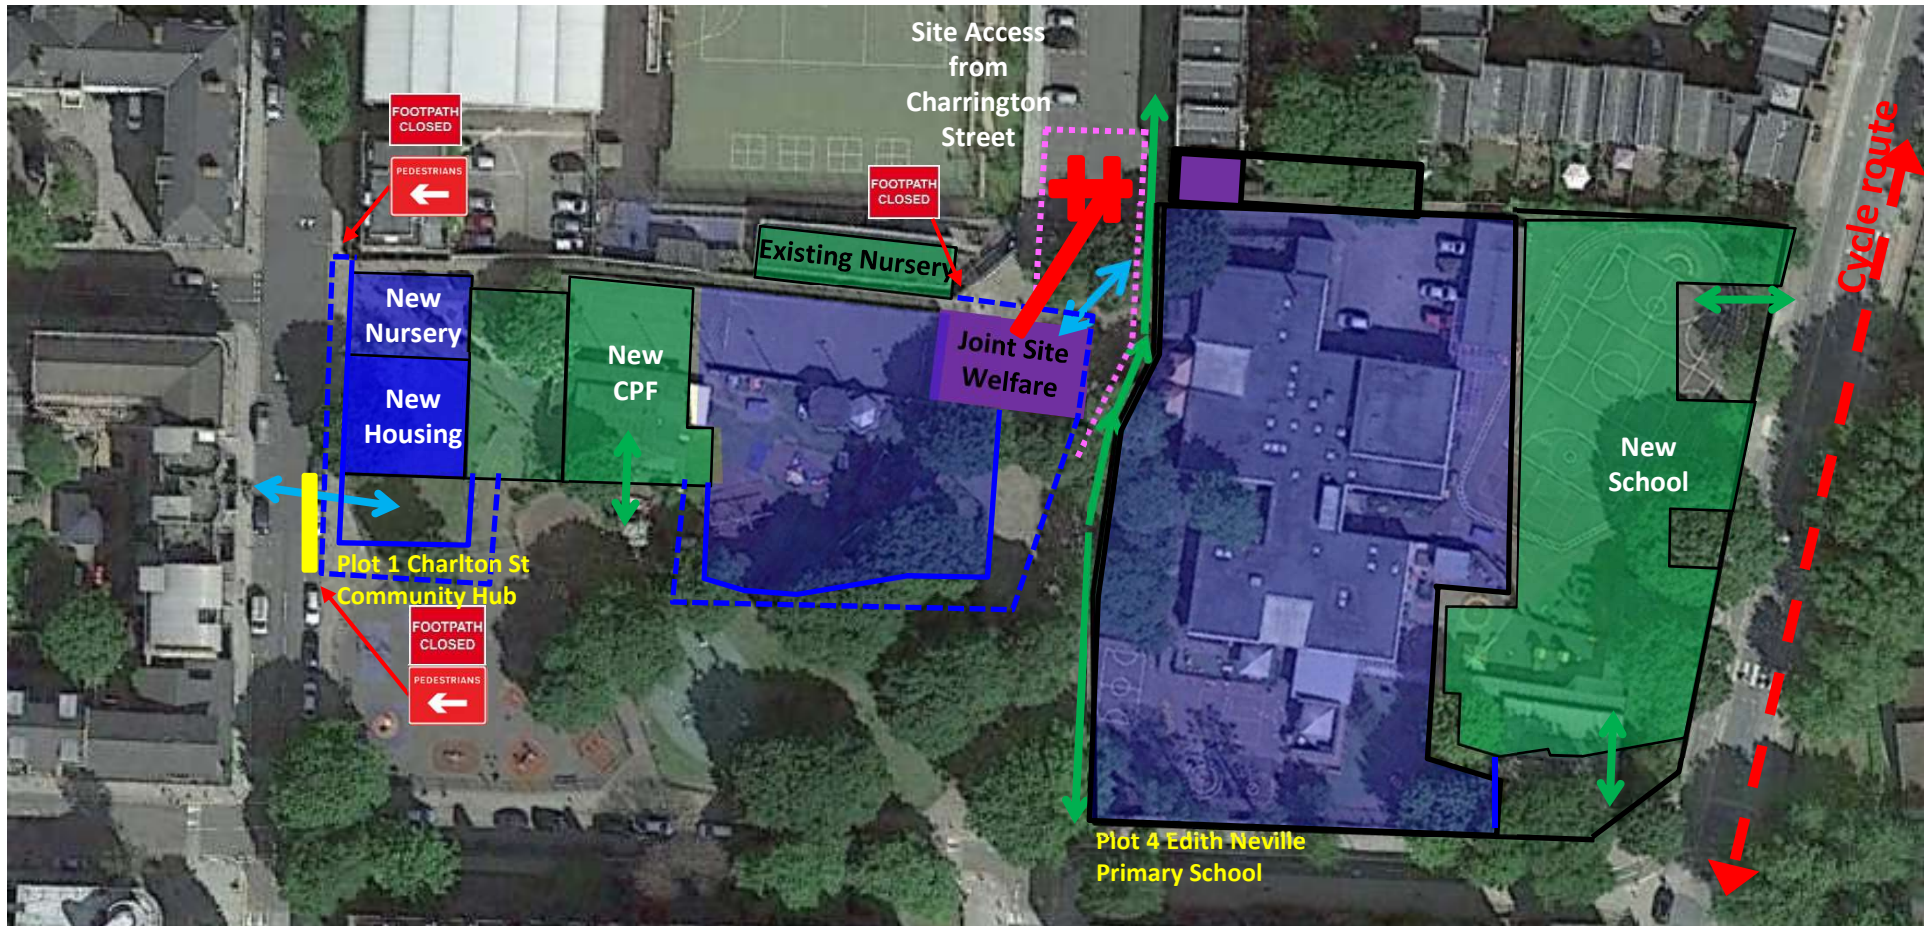 Site Access
from
Charrington
Street
FOOTPATH
CLOSED
PEDESTRIANS
FOOTPATH
CLOSED
Cycle route
Existing Nursery
New
Nursery
New
Housing
New
CPF
Joint Site
Welfare
New
School
Plot 1 Charlton St
Community Hub
FOOTPATH
CLOSED
PEDESTRIANS
Plot 4 Edith Neville
Primary School